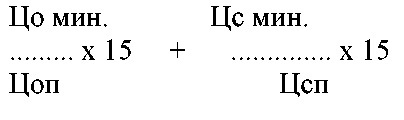 Цо мин. Цс мин.
......... х 15 + .............. х 15
Цоп Цсп